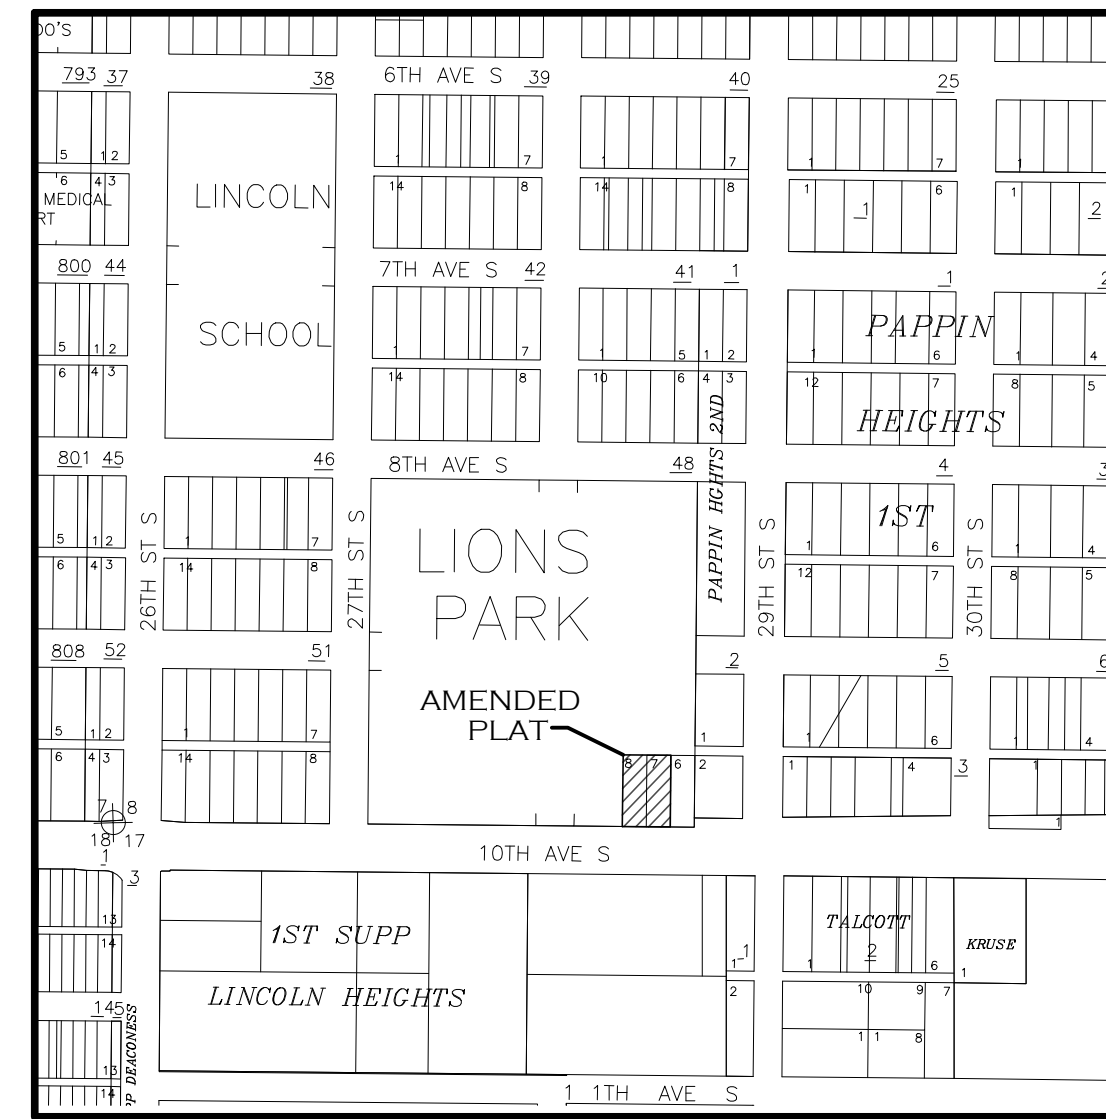 OO'S
793 37 38 6TH AVE S 39 40 25
5 1 2 1 7 1 7 1 7 1
6 4 3 14 8 14 8 1 6 1
MEDICAL
RT
LINCOLN
1 2
800 44 7TH AVE S 42 41 1 1 2
SCHOOL
PAPPIN
5 1 2 1 7 1 5 1 2 1 6 1 4
6 4 3 14 8 10 6 4 3 12 7 8 5
HEIGHTS
801 45 46 8TH AVE S 48 4 3
PAPPIN HGHTS 2ND
1ST
26TH ST S
27TH ST S
29TH ST S
30TH ST S
LIONS
PARK
5 1 2 1 7 1 6 1 4
6 4 3 14 8 12 7 8 5
808 52 51 2 5 6
AMENDED
PLAT
5 1 2 1 7 1 1 6 1 4
6 4 3 14 8 8 7 6 2 1 4 3 1
7 8
18 17
1
10TH AVE S
1
3
13
14
1ST SUPP
LINCOLN HEIGHTS
1
1
2
TALCOTT
2
1 6
KRUSE
1
10 9 7
1 1 8
145
PP DEACONESS
13
14
1 1TH AVE S